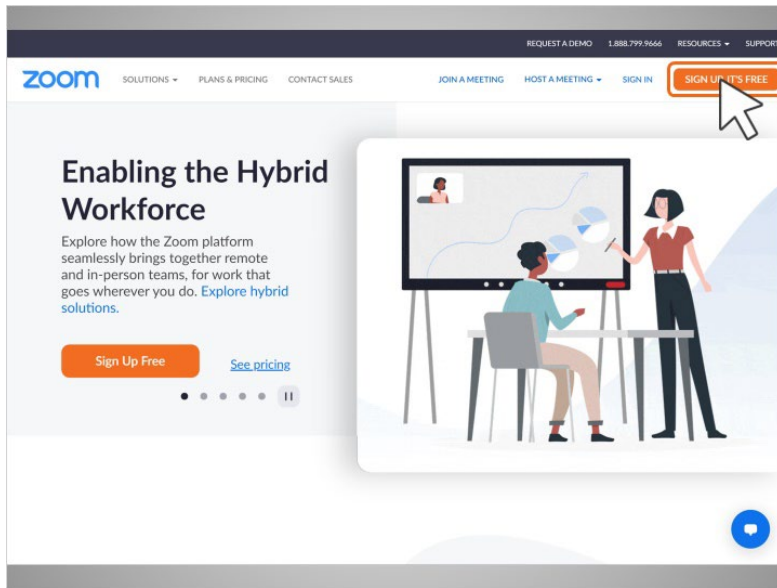 REQUEST A DEMO 1.888.799.9666 RESOURCES SUPPORT
zoom SOLUTIONS PLANS & PRICING CONTACT SALES JOIN A MEETING HOST A MEETING SIGN IN SIGN UP, IT'S FREE
Enabling the Hybrid
Workforce
Explore how the Zoom platform
seamlessly brings together remote
and in-person teams, for work that
goes wherever you do. Explore hybrid
solutions.
Sign Up Free See pricing